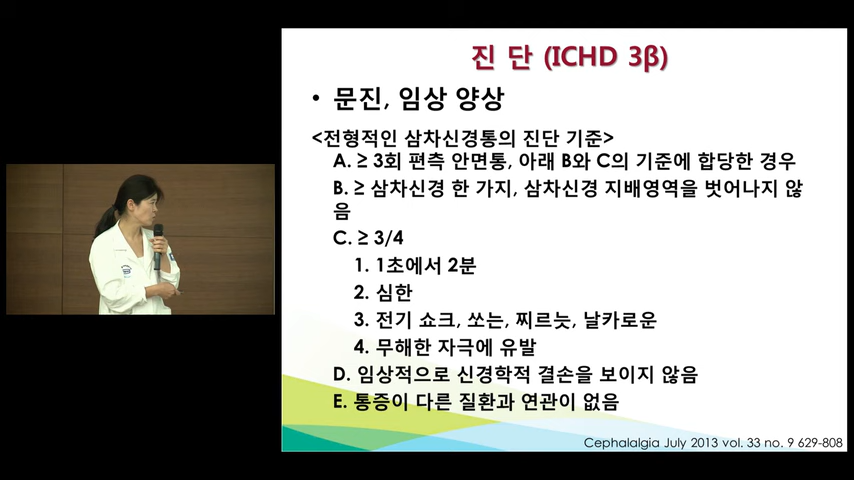 진 단 (ICHD 3β)
• 문진, 임상 양상
<전형적인 삼차신경통의 진단 기준>
A. ≥ 3회 편측 안면통, 아래 B와 C의 기준에 합당한 경우
B. ≥ 삼차신경 한 가지, 삼차신경 지배영역을 벗어나지 않
음
C. ≥ 3/4
1. 1초에서 2분
2. 심한
3. 전기 쇼크, 쏘는, 찌르늣, 날카로운
4. 무해한 자극에 유발
D. 임상적으로 신경학적 결손을 보이지 않음
E. 통증이 다른 질환과 연관이 없음
Cephalalgia July 2013 vol. 33 no. 9 629-808